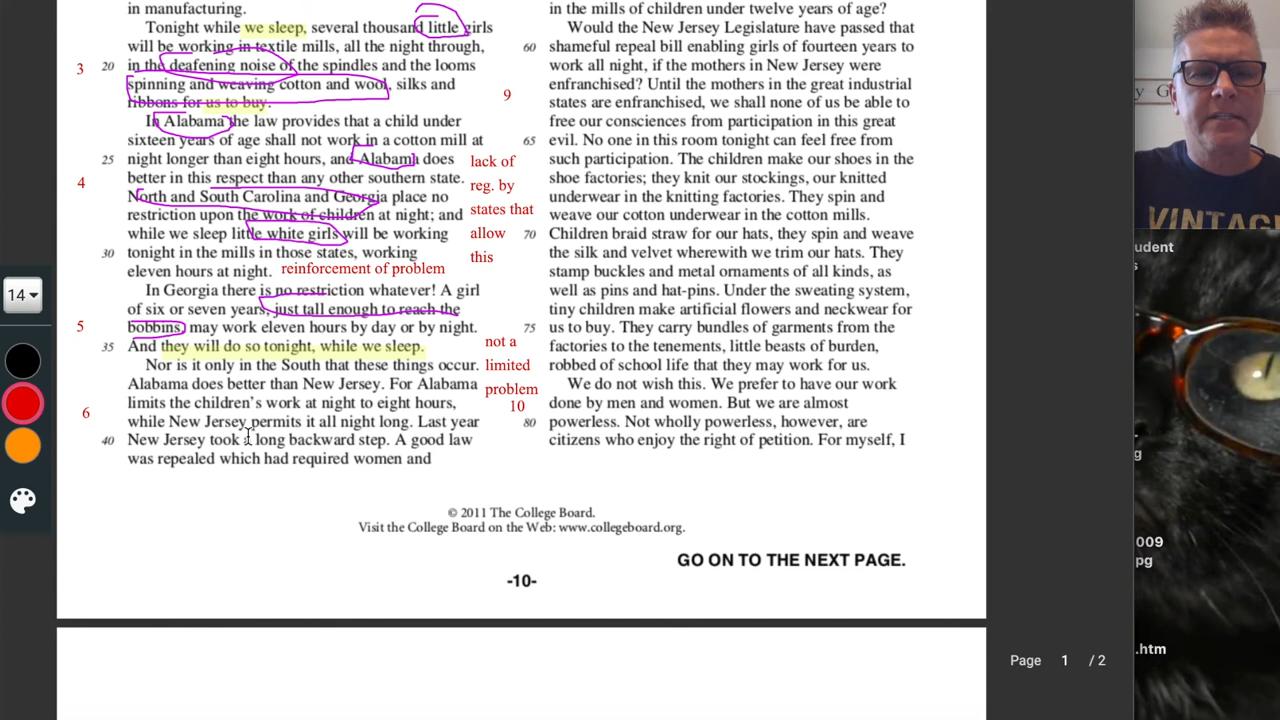 in manufacturing.
Tonight while we sleep, several thousand little girls
will be working in textile mills, all the night through,
3
20
in the deafening noise of the spindles and the looms
spinning and weaving cotton and wool, silks and
ribbons for us to buy.
In Alabama the law provides that a child under
sixteen years of age shall not work in a cotton mill at
25
night longer than eight hours, and Alabama does
4
better in this respect than any other southern state.
North and South Carolina and Georgia place no
restriction upon the work of children at night; and
while we sleep little white girls will be working
30
tonight in the mills in those states, working
eleven hours at night.
reinforcement of problem
In Georgia there is no restriction whatever! A girl
of six or seven years, just tall enough to reach the
5
bobbins, may work eleven hours by day or by night.
35
And they will do so tonight, while we sleep.
Nor is it only in the South that these things occur.
Alabama does better than New Jersey. For Alabama
limits the children's work at night to eight hours,
6
while New Jersey permits it all night long. Last year
40
New Jersey took a long backward step. A good law
was repealed which had required women and
lack of
reg. by
states that
allow
this
not a
limited
problem
10
9
in the mills of children under twelve years of age?
Would the New Jersey Legislature have passed that
60
shameful repeal bill enabling girls of fourteen years to
work all night, if the mothers in New Jersey were
enfranchised? Until the mothers in the great industrial
states are enfranchised, we shall none of us be able to
free our consciences from participation in this great
65
evil. No one in this room tonight can feel free from
such participation. The children make our shoes in the
shoe factories; they knit our stockings, our knitted
underwear in the knitting factories. They spin and
weave our cotton underwear in the cotton mills.
70
Children braid straw for our hats, they spin and weave
the silk and velvet wherewith we trim our hats. They
stamp buckles and metal ornaments of all kinds, as
well as pins and hat-pins. Under the sweating system,
tiny children make artificial flowers and neckwear for
75
us to buy. They carry bundles of garments from the
factories to the tenements, little beasts of burden,
robbed of school life that they may work for us.
We do not wish this. We prefer to have our work
done by men and women. But we are almost
80
powerless. Not wholly powerless, however, are
citizens who enjoy the right of petition. For myself, I
© 2011 The College Board.
Visit the College Board on the Web: www.collegeboard.org.
GO ON TO THE NEXT PAGE.
-10-
14
Page 1 / 2
y G
VINTAGE
udent
s
g
009
pg
.htm